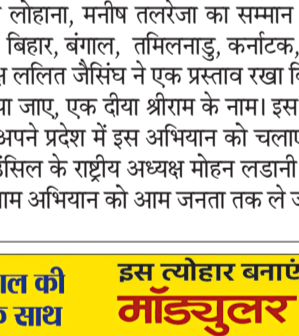 लोहाना, मनीष तलरेजा का सम्मान
बिहार, बंगाल, तमिलनाडु, कर्नाटक,
ललित जैसिंघ ने एक प्रस्ताव रखा
जाए, एक दीया श्रीराम के नाम। इस
अपने प्रदेश में इस अभियान को
के राष्ट्रीय अध्यक्ष मोहन लडानी
अभियान को आम जनता तक ले
की
साथ
इस त्योहार बनाएं
मॉड्यूलर